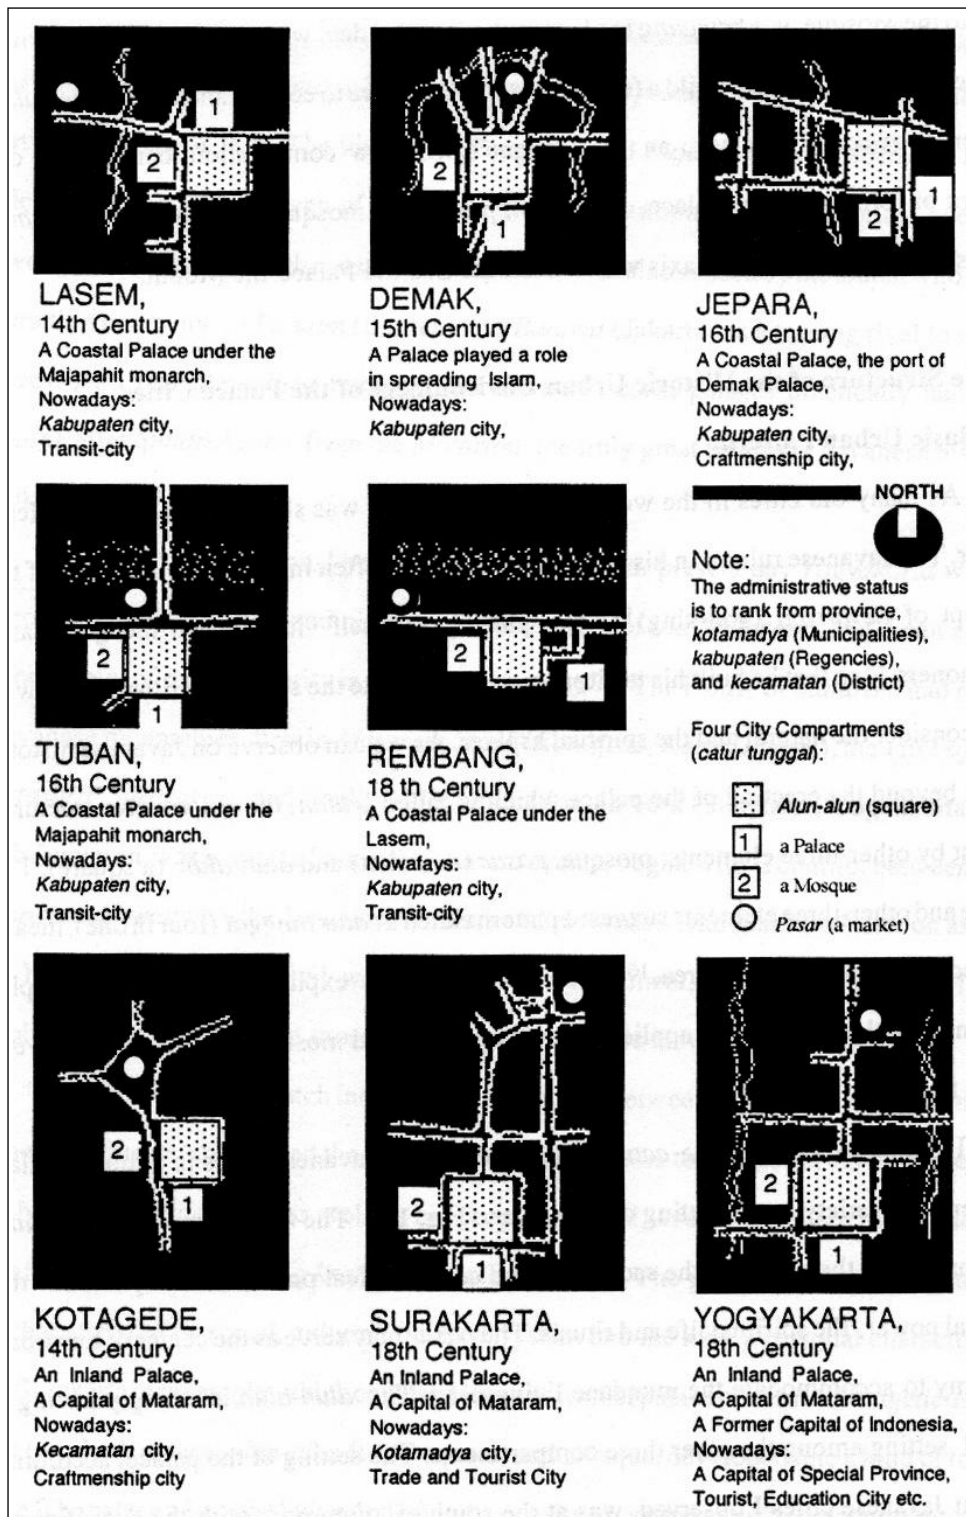 1
2
LASEM,
14th Century
A Coastal Palace under the
Majapahit monarch,
Nowadays:
Kabupaten city,
Transit-city
2
1
DEMAK,
15th Century
A Palace played a role
in spreading Islam,
Nowadays:
Kabupaten city,
1
2
JEPARA,
16th Century
A Coastal Palace, the port of
Demak Palace,
Nowadays:
Kabupaten city,
Craftmenship city,
2
1
TUBAN,
16th Century
A Coastal Palace under the
Majapahit monarch,
Nowadays:
Kabupaten city,
Transit-city
2
1
REMBANG,
18 th Century
A Coastal Palace under the
Lasem,
Nowafays:
Kabupaten city,
Transit-city
NORTH
Note:
The administrative status
is to rank from province,
kotamadya (Municipalities),
kabupaten (Regencies),
and kecamatan (District)
Four City Compartments
(catur tunggal):
Alun-alun (square)
1 a Palace
2 a Mosque
Pasar (a market)
2
1
KOTAGEDE,
14th Century
An Inland Palace,
A Capital of Mataram,
Nowadays:
Kecamatan city,
Craftmenship city
2
1
SURAKARTA,
18th Century
An Inland Palace,
A Capital of Mataram,
Nowadays:
Kotamadya city,
Trade and Tourist City
2
1
YOGYAKARTA,
18th Century
An Inland Palace,
A Capital of Mataram,
A Former Capital of Indonesia,
Nowadays:
A Capital of Special Province,
Tourist, Education City etc.